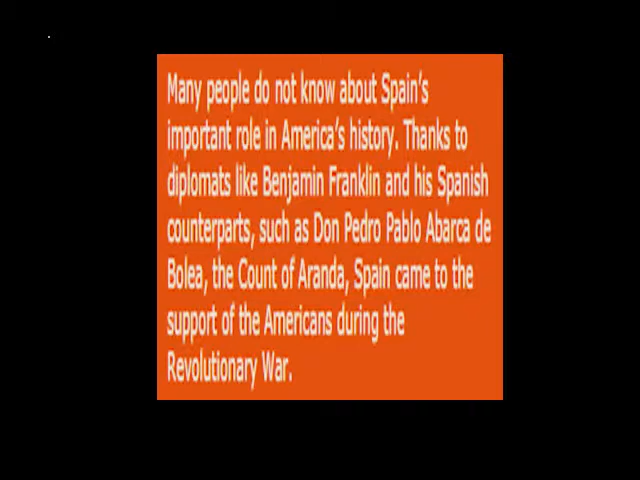 Many people do not know about Spain's
important role in America's history. Thanks to
diplomats like Benjamin Franklin and his Spanish
counterparts, such as Don Pedro Pablo Abarca de
Bolea, the Count of Aranda, Spain came to the
support of the Americans during the
Revolutionary War.